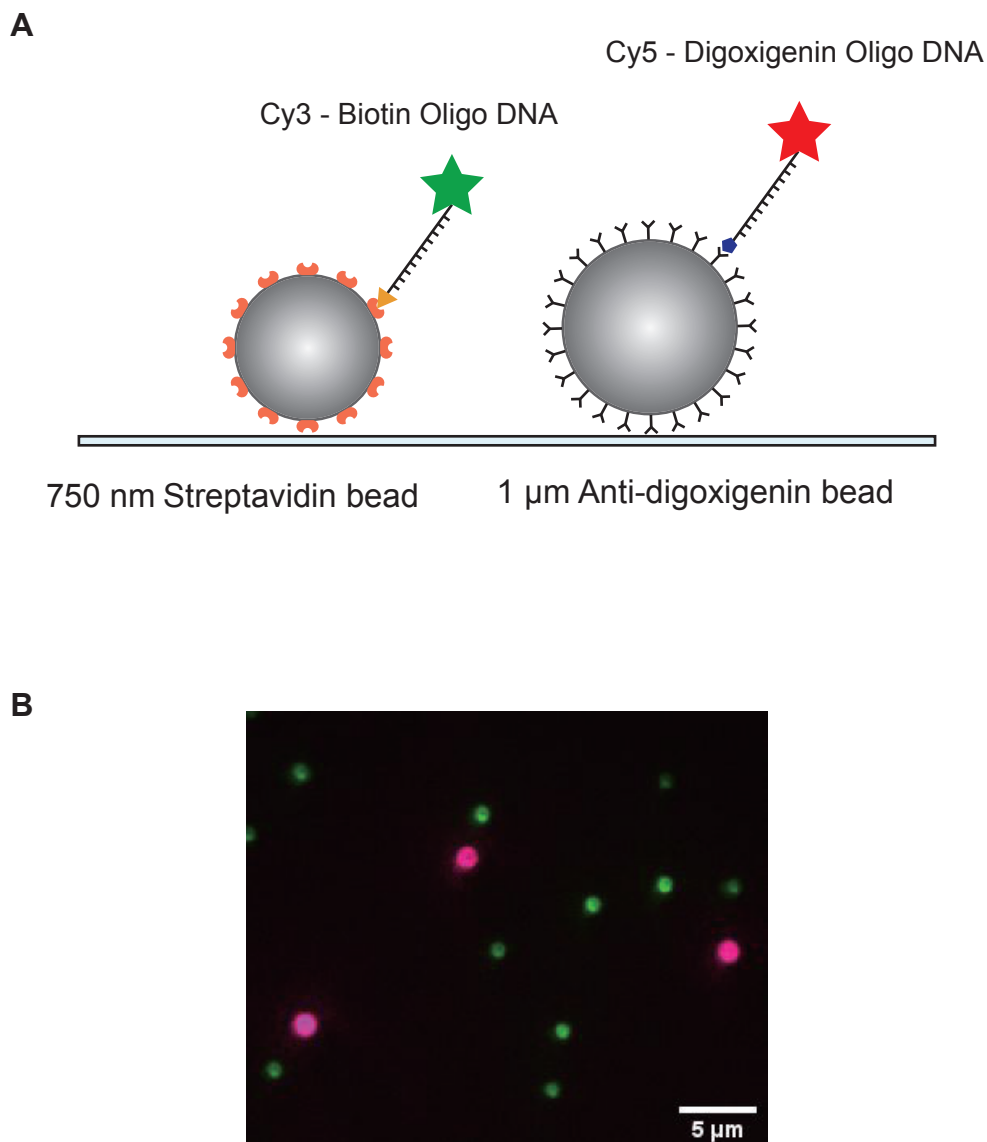 A
Cy5 - Digoxigenin Oligo DNA
Cy3 - Biotin Oligo DNA
750 nm Streptavidin bead
1 μm Anti-digoxigenin bead
B
5 μm